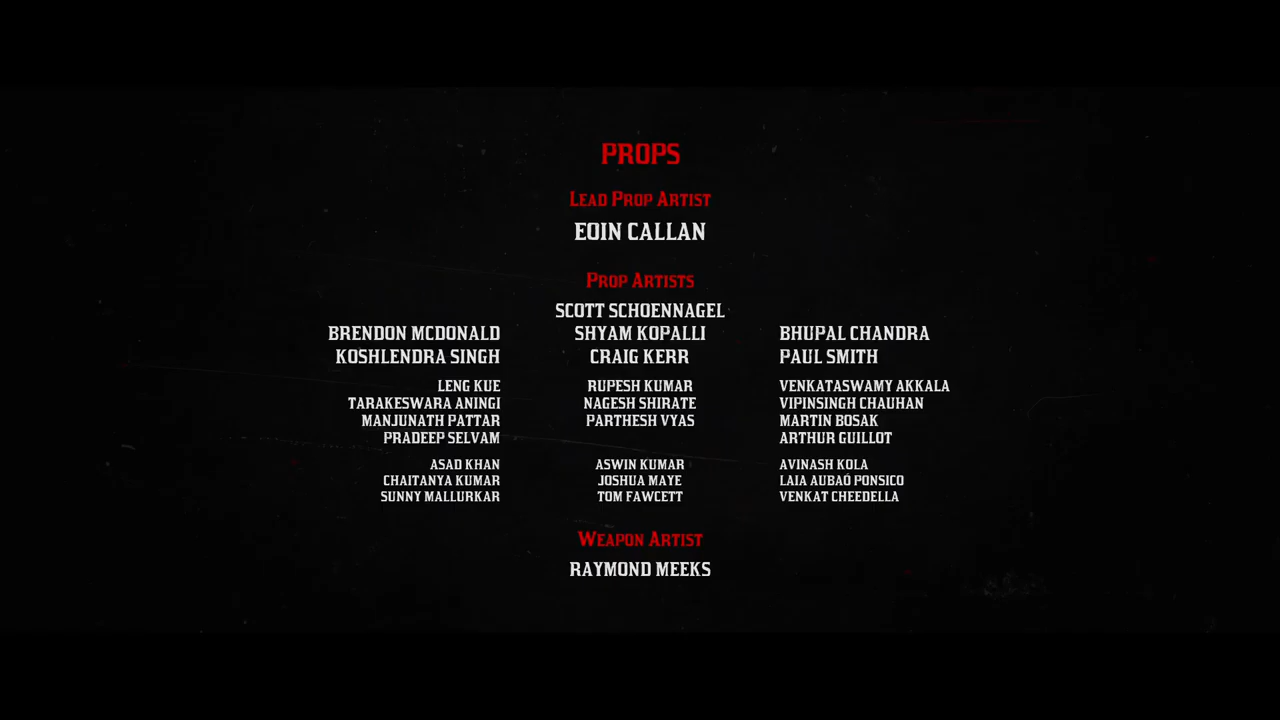 PROPS
LEAD PROP ARTIST
EOIN CALLAN
PROP ARTISTS
SCOTT SCHOENNAGEL
BRENDON MCDONALD SHYAM KOPALLI BHUPAL CHANDRA
KOSHLENDRA SINGH CRAIG KERR PAUL SMITH
LENG KUE RUPESH KUMAR VENKATASWAMY AKKALA
TARAKESWARA ANINGI NAGESH SHIRATE VIPINSINGH CHAUHAN
MANJUNATH PATTAR PARTHESH VYAS MARTIN BOSAK
PRADEEP SELVAM ARTHUR GUILLOT
ASAD KHAN ASWIN KUMAR AVINASH KOLA
CHAITANYA KUMAR JOSHUA MAYE LAIA AUBAÓ PONSICO
SUNNY MALLURKAR TOM FAWCETT VENKAT CHEEDELLA
WEAPON ARTIST
RAYMOND MEEKS